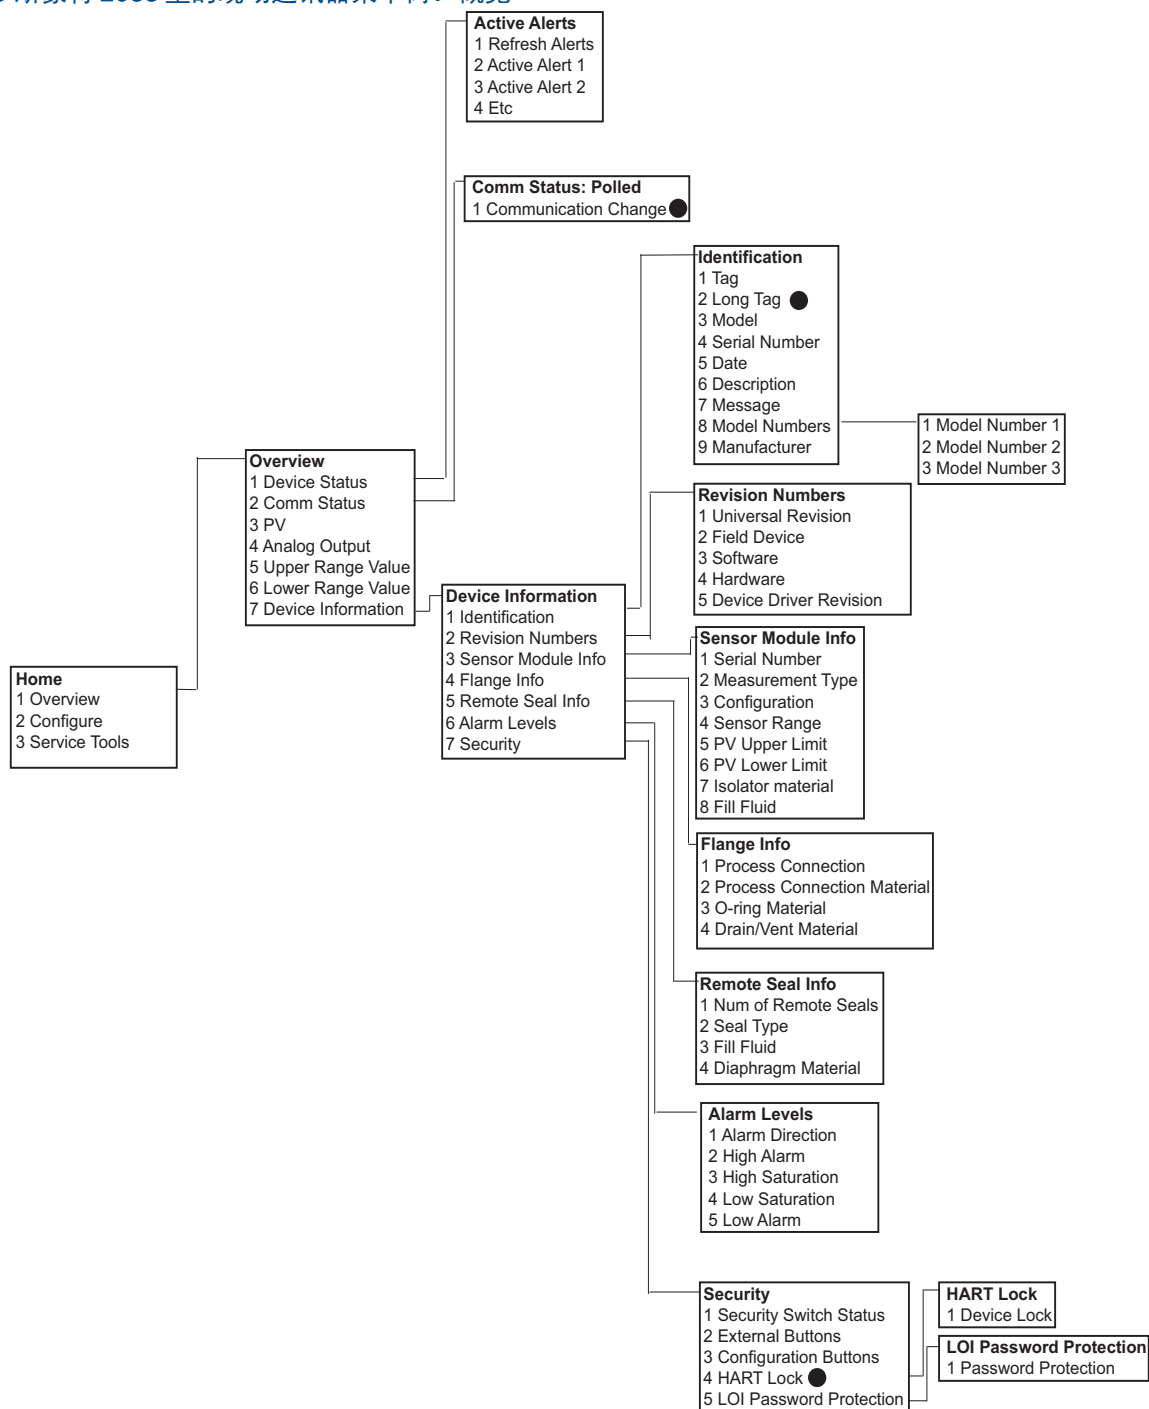 2088
Active Alerts
1 Refresh Alerts
2 Active Alert 1
3 Active Alert 2
4 Etc
Comm Status: Polled
1 Communication Change
Identification
1 Tag
2 Long Tag
3 Model
4 Serial Number
5 Date
6 Description
7 Message
8 Model Numbers
9 Manufacturer
1 Model Number 1
2 Model Number 2
3 Model Number 3
Overview
1 Device Status
2 Comm Status
3 PV
4 Analog Output
5 Upper Range Value
6 Lower Range Value
7 Device Information
Revision Numbers
1 Universal Revision
2 Field Device
3 Software
4 Hardware
5 Device Driver Revision
Device Information
1 Identification
2 Revision Numbers
3 Sensor Module Info
4 Flange Info
5 Remote Seal Info
6 Alarm Levels
7 Security
Sensor Module Info
1 Serial Number
2 Measurement Type
3 Configuration
4 Sensor Range
5 PV Upper Limit
6 PV Lower Limit
7 Isolator material
8 Fill Fluid
Home
1 Overview
2 Configure
3 Service Tools
Flange Info
1 Process Connection
2 Process Connection Material
3 O-ring Material
4 Drain/Vent Material
Remote Seal Info
1 Num of Remote Seals
2 Seal Type
3 Fill Fluid
4 Diaphragm Material
Alarm Levels
1 Alarm Direction
2 High Alarm
3 High Saturation
4 Low Saturation
5 Low Alarm
Security
1 Security Switch Status
2 External Buttons
3 Configuration Buttons
4 HART Lock
5 LOI Password Protection
HART Lock
1 Device Lock
LOI Password Protection
1 Password Protection